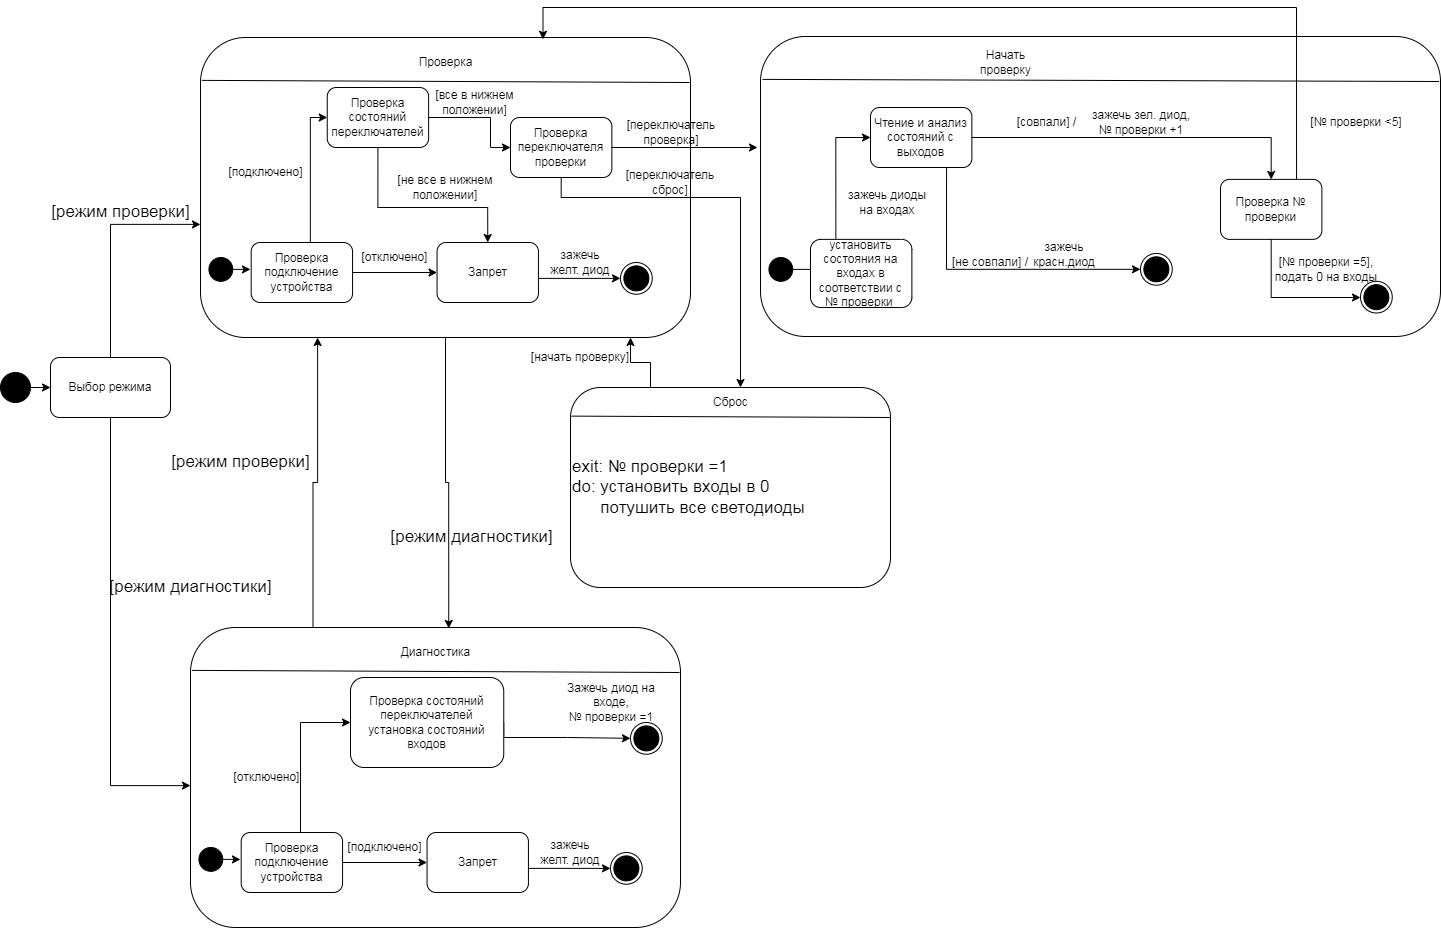 Проверка
Проверка
состояний
переключателей
[все в нижнем
положении]
Проверка
переключателя
проверки
[переключатель
проверка]
[переключатель
сброс]
[не все в нижнем
положении]
[подключено]
[режим проверки]
Проверка
подключение
устройства
[отключено]
Запрет
зажечь
желт. диод
Начать
проверку
Чтение и анализ
состояний с
выходов
[совпали] /
зажечь зел. диод,
№ проверки +1
[№ проверки <5]
зажечь диоды
на входах
Проверка №
проверки
установить
состояния на
входах в
соответствии с
№ проверки
[не совпали] /
зажечь
красн.диод
[№ проверки =5],
подать 0 на входы
Выбор режима
[начать проверку]
Сброс
exit: № проверки =1
do: установить входы в 0
потушить все светодиоды
[режим проверки]
[режим диагностики]
[режим диагностики]
Диагностика
Проверка состояний
переключателей
установка состояний
входов
Зажечь диод на
входе,
№ проверки =1
[отключено]
Проверка
подключение
устройства
[подключено]
Запрет
зажечь
желт. диод